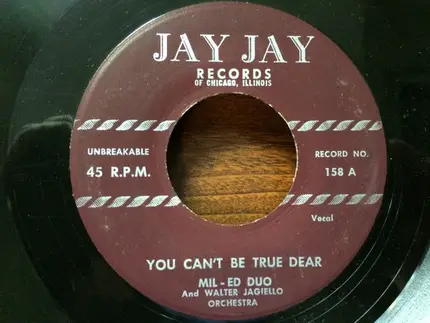 JAY JAY
RECORDS
OF CHICAGO, ILLINOIS
UNBREAKABLE
45 R.P.M.
RECORD NO.
158 A
Vocal
YOU CAN'T BE TRUE DEAR
MIL - ED DUO
And WALTER JAGIELLO
ORCHESTRA